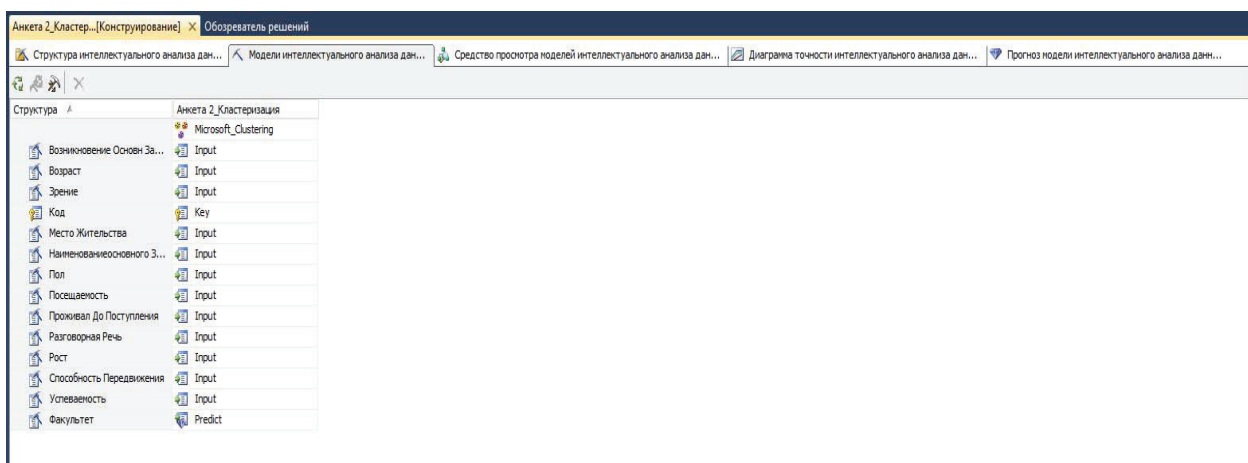 Анкета 2_Кластер...[Конструирование] Обозреватель решений
Структура интеллектуального анализа дан... Модели интеллектуального анализа дан... Средство просмотра моделей интеллектуального анализа дан... Диаграмма точности интеллектуального анализа дан... Прогноз модели интеллектуального анализа данн...
Структура Анкета 2_Кластеризация
Microsoft_Clustering
Возникновение Основн За... Input
Возраст Input
Зрение Input
Код Key
Место Жительства Input
Наименованиеосновного З... Input
Пол Input
Посещаемость Input
Проживал До Поступления Input
Разговорная Речь Input
Рост Input
Способность Передвижения Input
Успеваемость Input
Факультет Predict